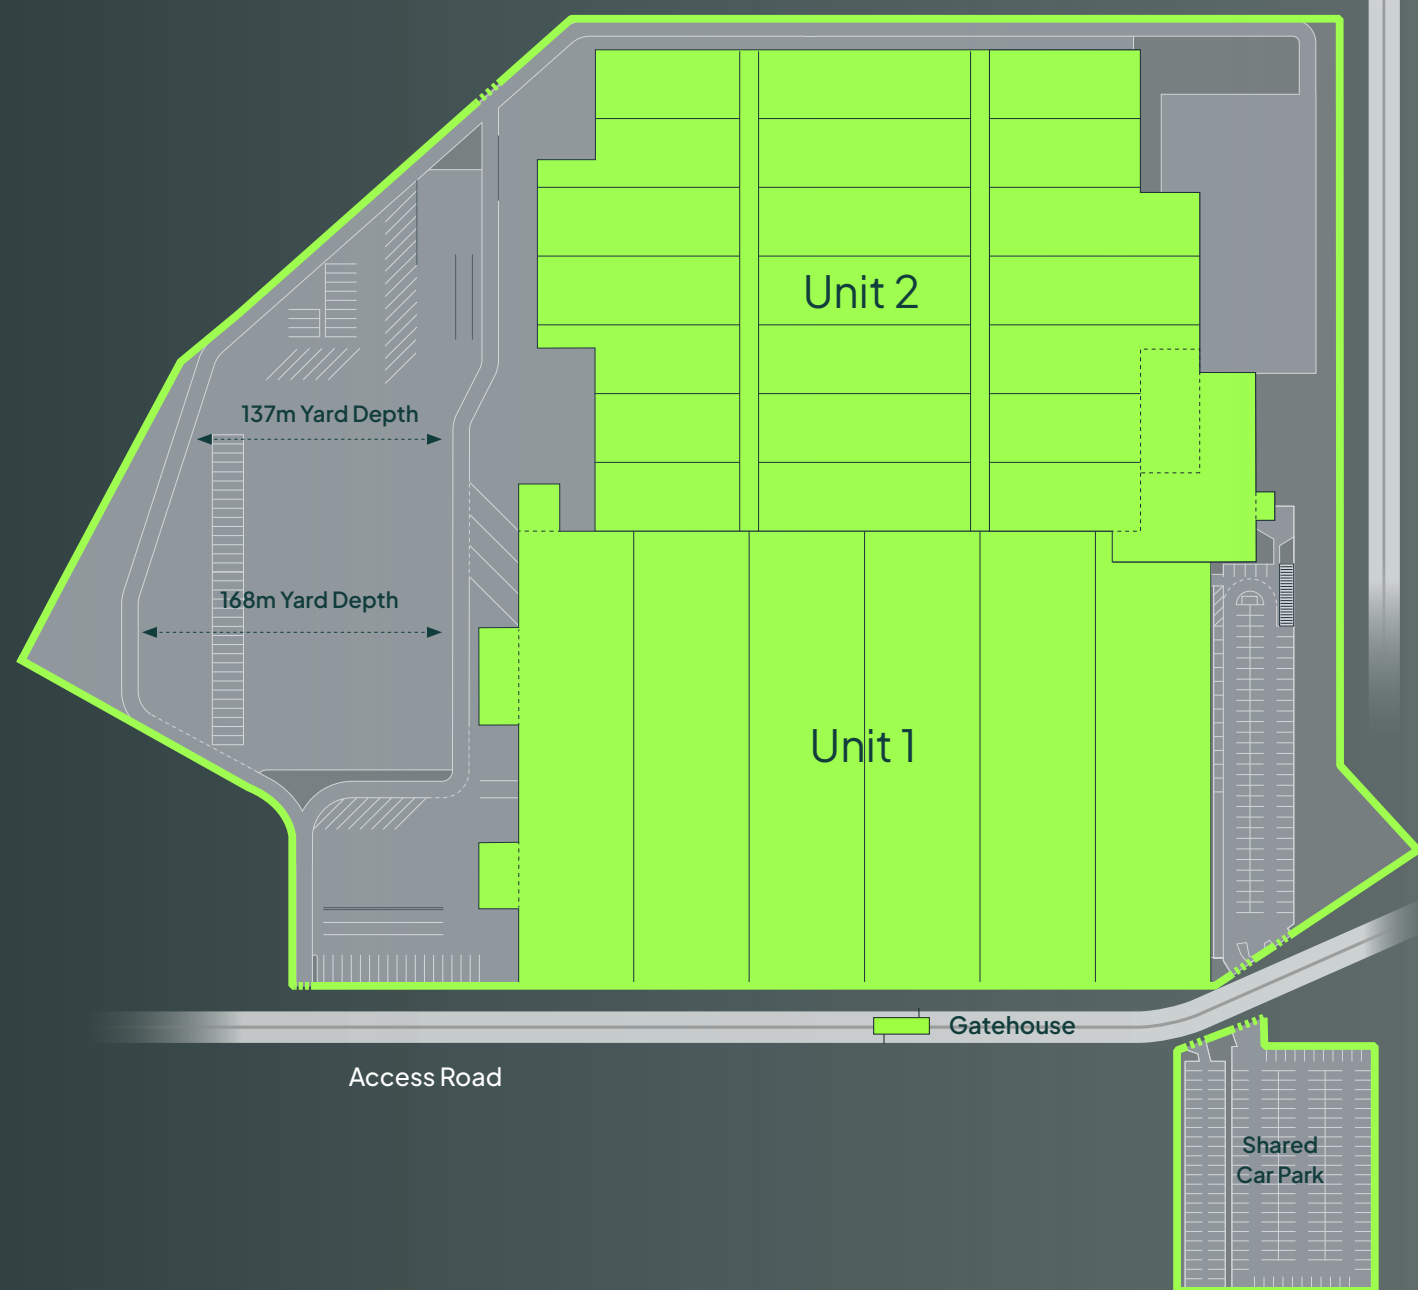 Unit 2
137m Yard Depth
168m Yard Depth
Unit 1
Gatehouse
Access Road
Shared
Car Park